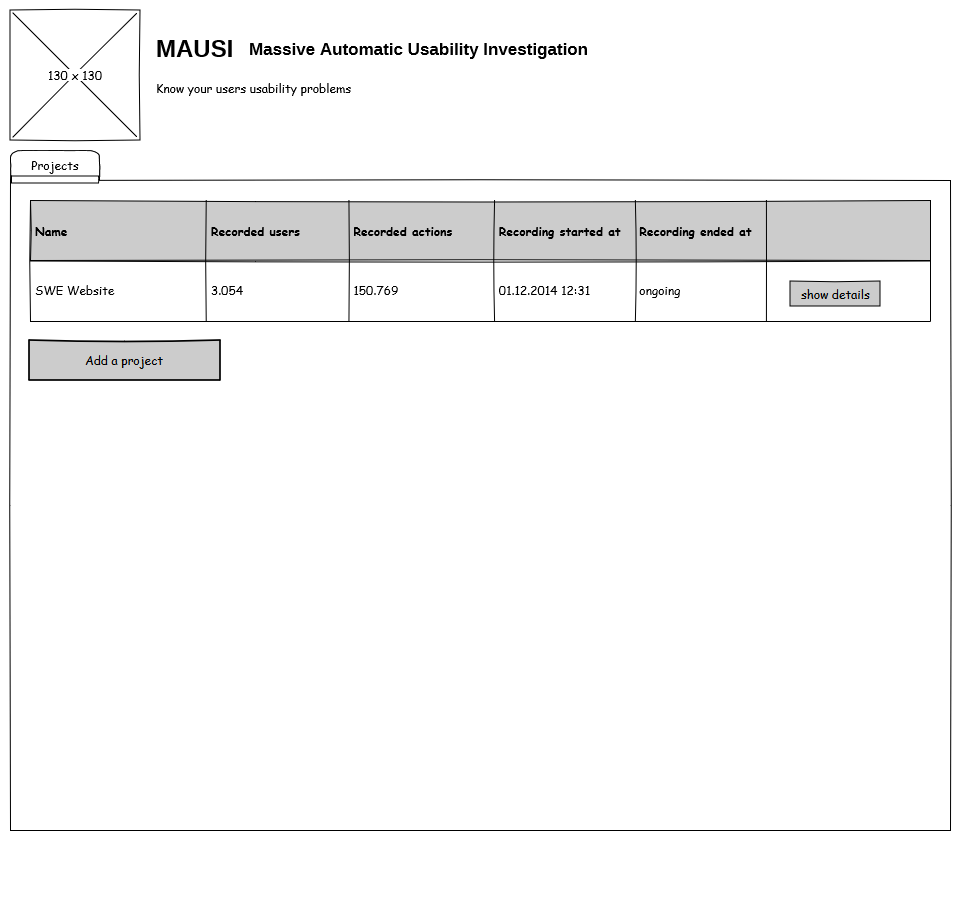 130 x 130
MAUSI Massive Automatic Usability Investigation
Know your users usability problems
Projects
Name Recorded users Recorded actions Recording started at Recording ended at
SWE Website 3.054 150.769 01.12.2014 12:31 ongoing show details
Add a project